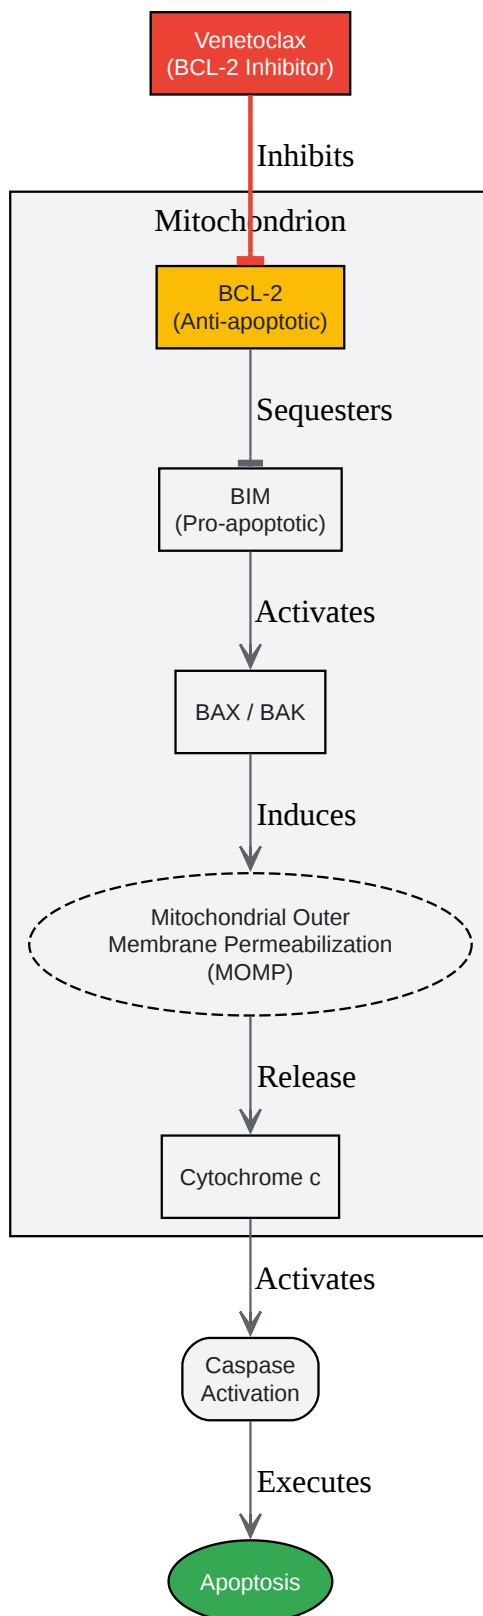 Venetoclax
(BCL-2 Inhibitor)
Inhibits
Mitochondrion
BCL-2
(Anti-apoptotic)
Sequesters
BIM
(Pro-apoptotic)
Activates
BAX / BAK
Induces
Mitochondrial Outer
Membrane Permeabilization
(MOMP)
Release
Cytochrome c
Activates
Caspase
Activation
Executes
Apoptosis